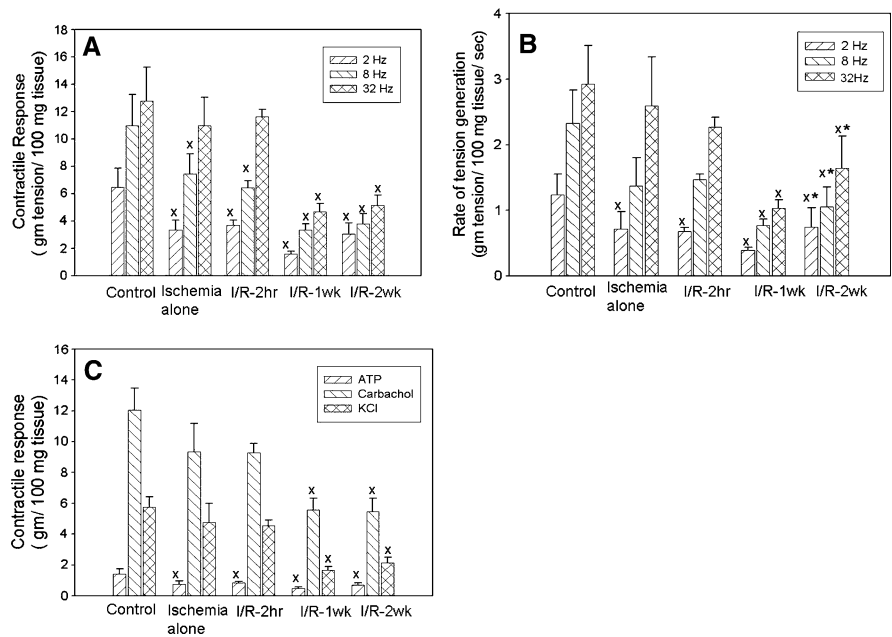 A
Contractile Response
( gm tension/ 100 mg tissue)
18
16
14
12
10
8
6
4
2
0
2 Hz
8 Hz
32 Hz
x
x
x
x
x
x
x
x
x
x
Control
Ischemia
alone
I/R-2hr
I/R-1wk
I/R-2wk
B
Rate of tension generation
(gm tension/ 100 mg tissue/ sec)
4
3
2
1
0
2 Hz
8 Hz
32Hz
x
x
x
x
x
x*
x*
x*
Control
Ischemia
alone
I/R-2hr
I/R-1wk
I/R-2wk
C
Contractile response
( gm/ 100 mg tissue)
16
14
12
10
8
6
4
2
0
ATP
Carbachol
KCl
x
x
x
x
x
x
x
x
Control
Ischemia
alone
I/R-2hr
I/R-1wk
I/R-2wk